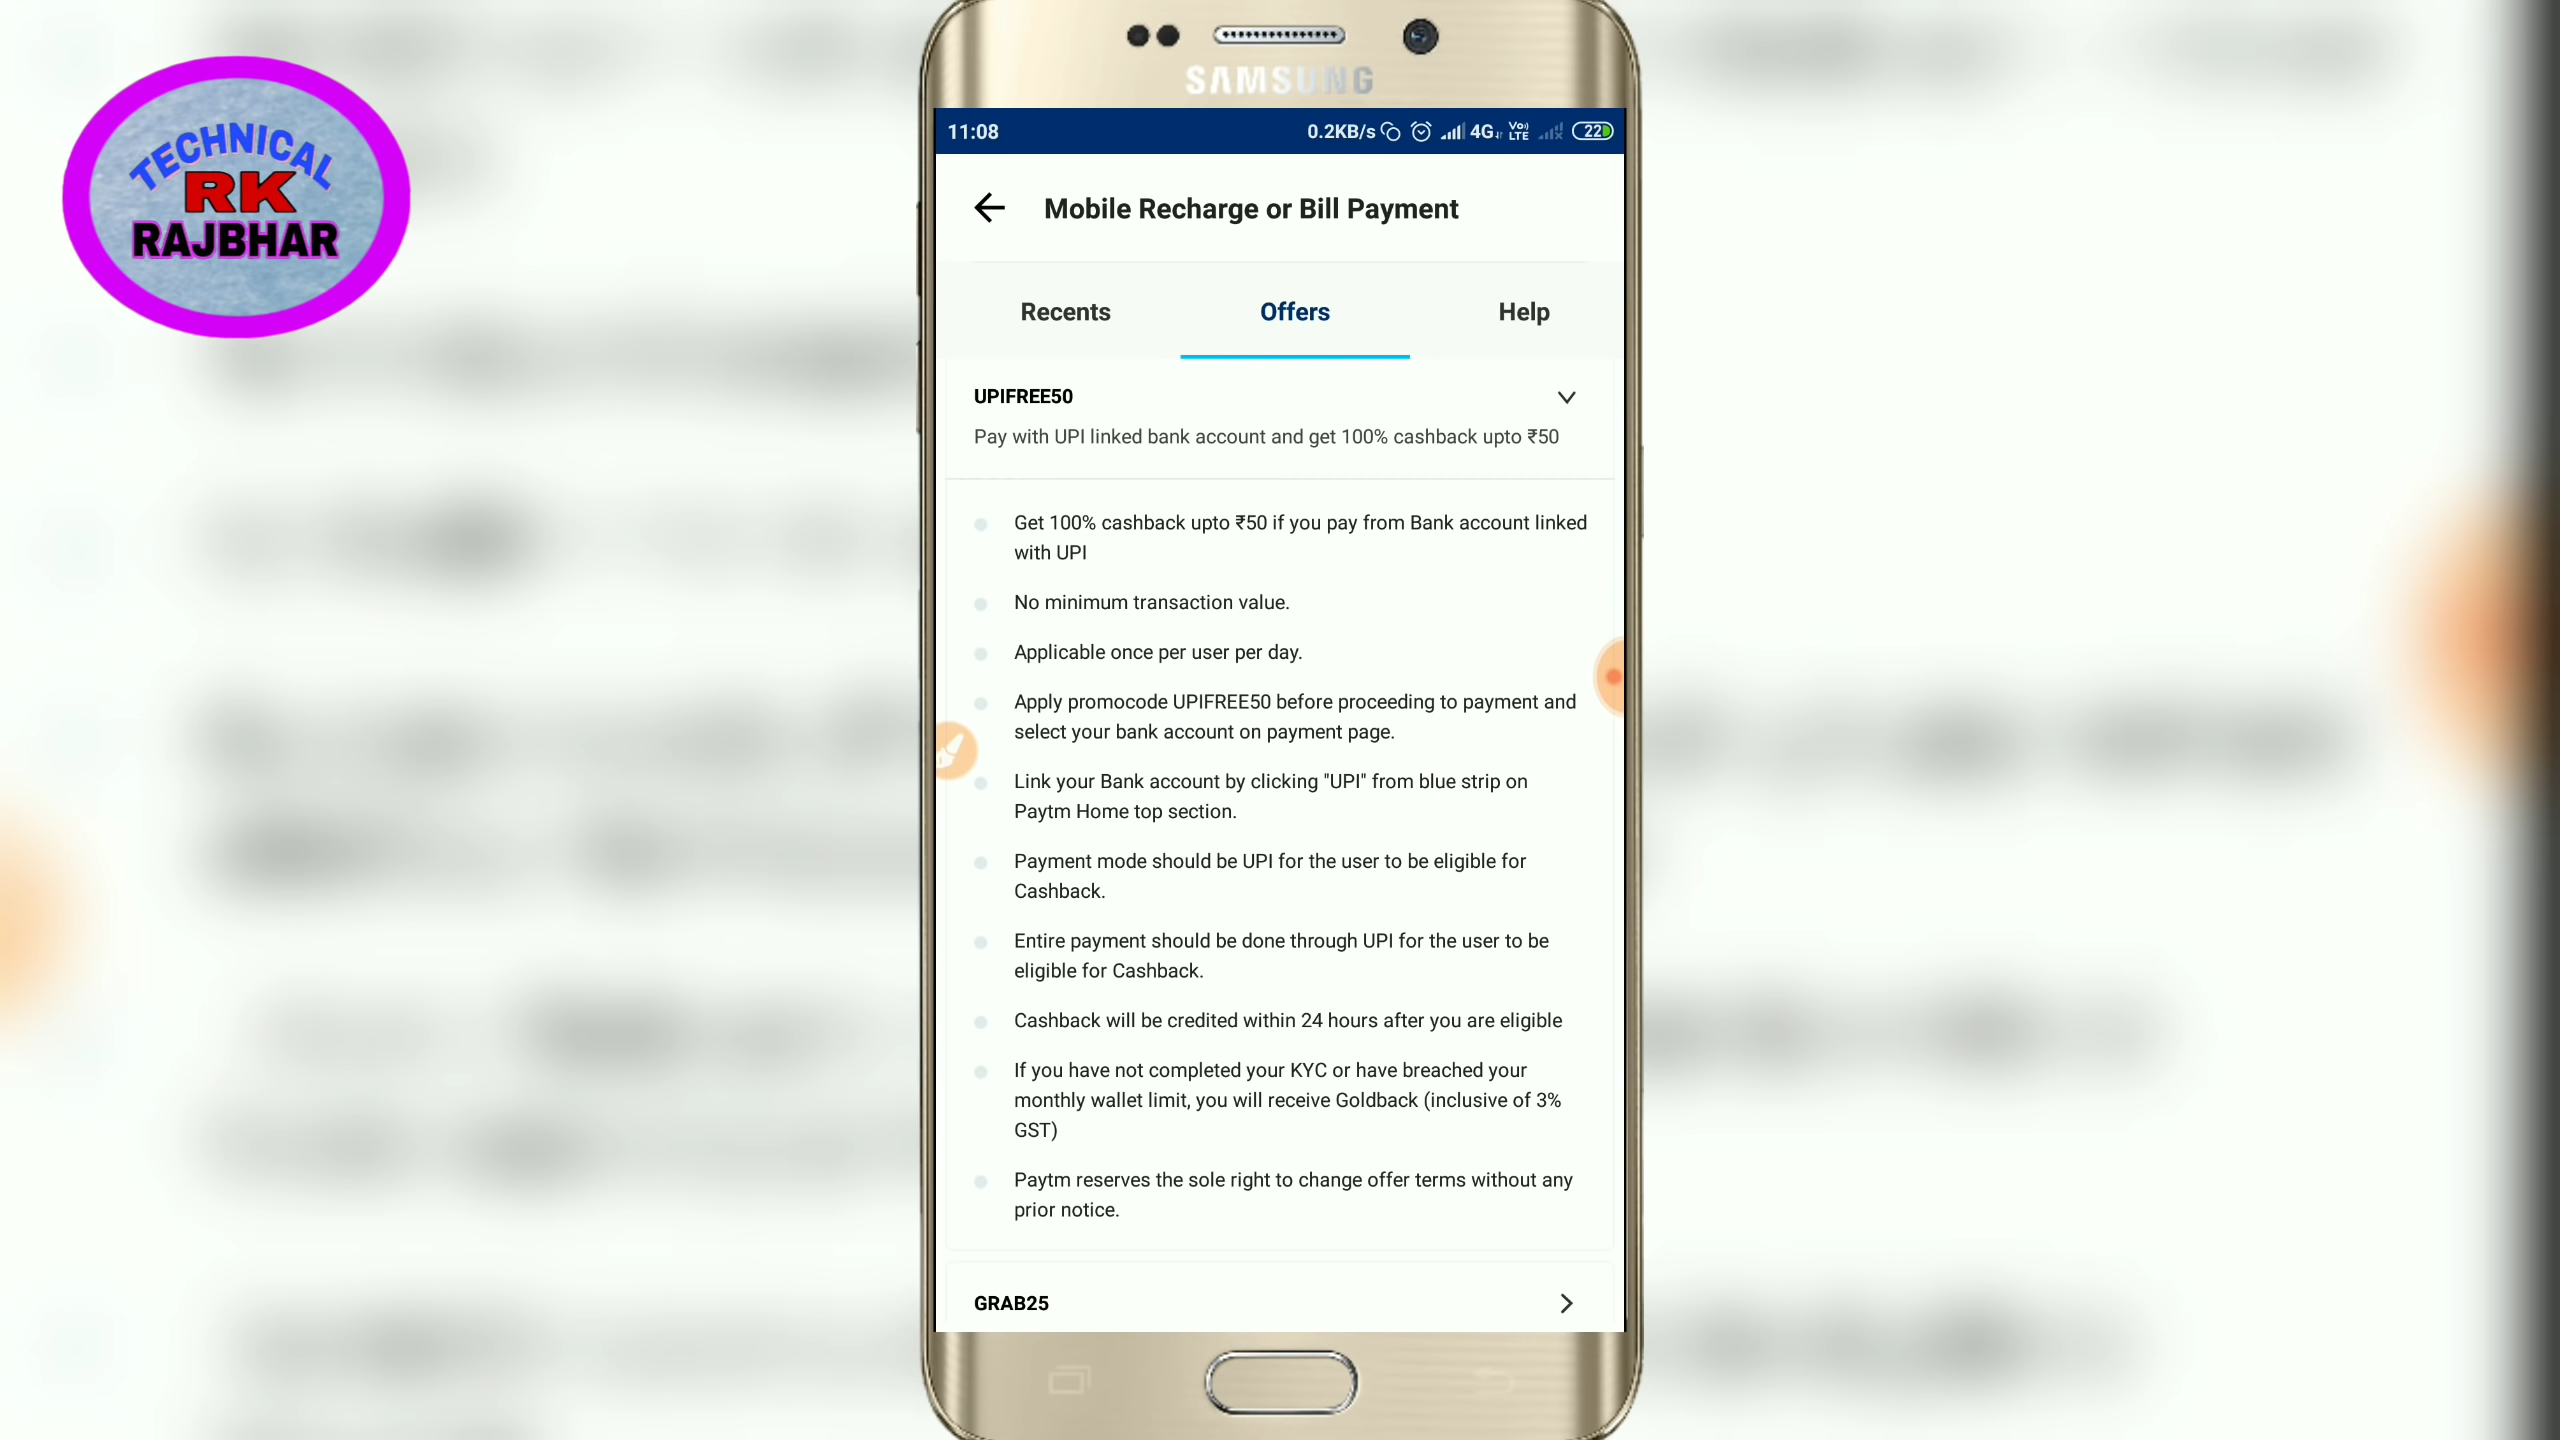 TECHNICAL
RK
RAJBHAR
SAMSUNG
11:08
0.2KB/s 4G Vo) LTE 22
Mobile Recharge or Bill Payment
Recents Offers Help
UPIFREE50
Pay with UPI linked bank account and get 100% cashback upto ₹50
Get 100% cashback upto ₹50 if you pay from Bank account linked
with UPI
No minimum transaction value.
Applicable once per user per day.
Apply promocode UPIFREE50 before proceeding to payment and
select your bank account on payment page.
Link your Bank account by clicking "UPI" from blue strip on
Paytm Home top section.
Payment mode should be UPI for the user to be eligible for
Cashback.
Entire payment should be done through UPI for the user to be
eligible for Cashback.
Cashback will be credited within 24 hours after you are eligible
If you have not completed your KYC or have breached your
monthly wallet limit, you will receive Goldback (inclusive of 3%
GST)
Paytm reserves the sole right to change offer terms without any
prior notice.
GRAB25